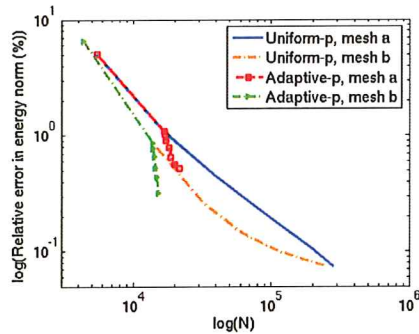 log(Relative error in energy norm (%))
10^1
10^0
10^-1
10^4
10^5
10^6
log(N)
Uniform-p, mesh a
Uniform-p, mesh b
Adaptive-p, mesh a
Adaptive-p, mesh b